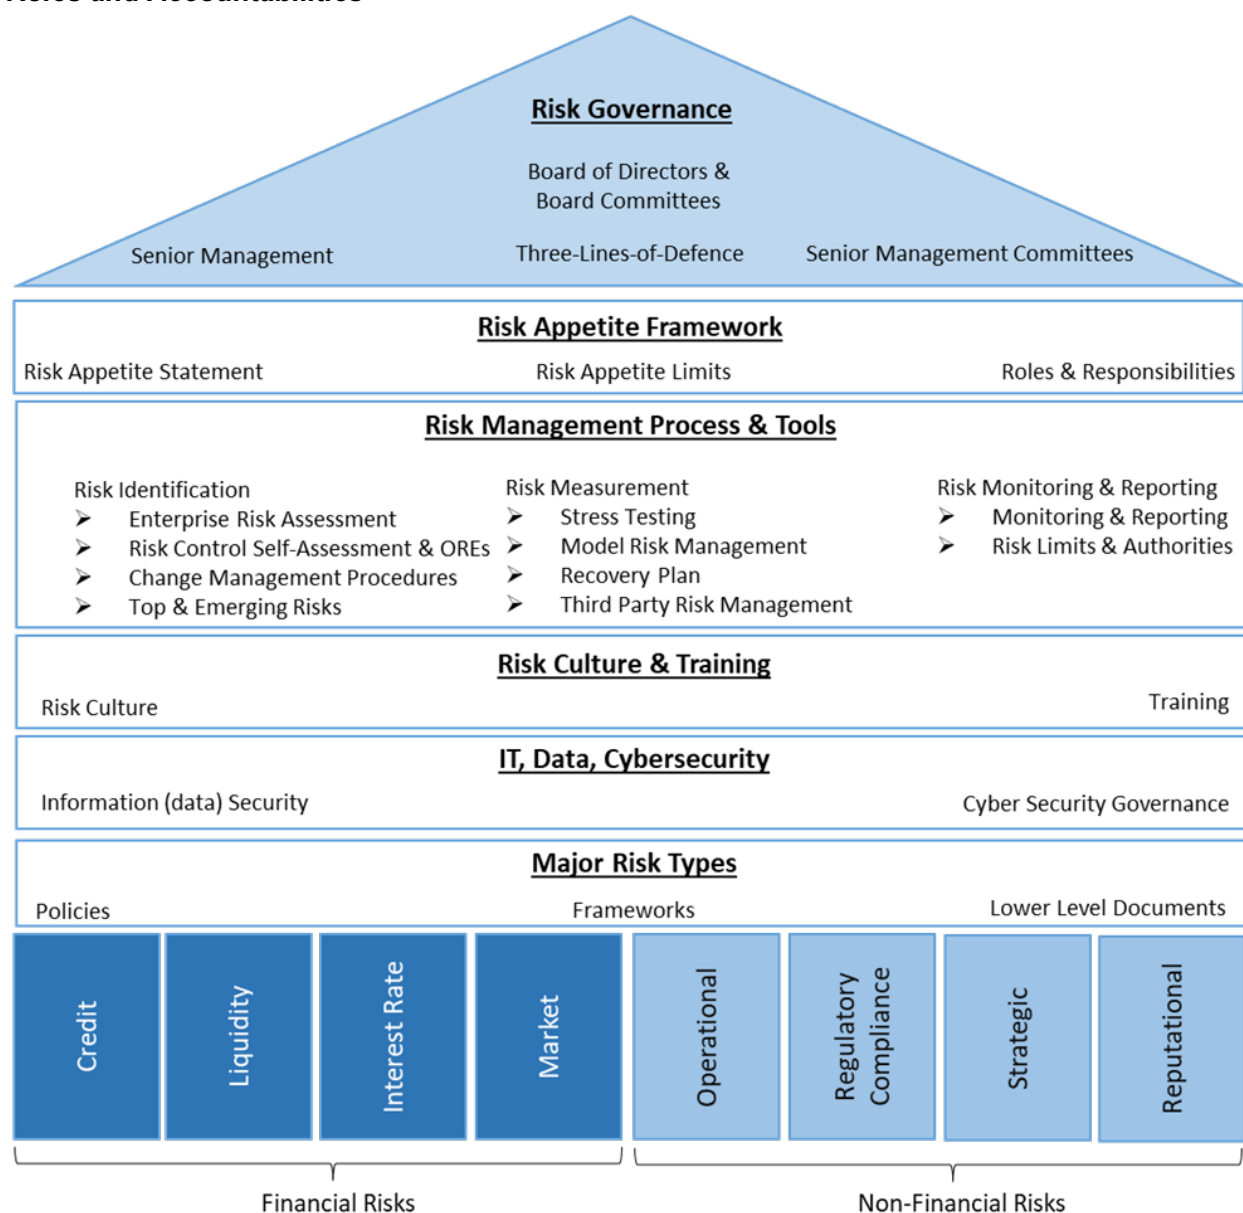 Roles and Accountabilities
Risk Governance
Board of Directors &
Board Committees
Senior Management
Three-Lines-of-Defence
Senior Management Committees
Risk Appetite Framework
Risk Appetite Statement
Risk Appetite Limits
Roles & Responsibilities
Risk Management Process & Tools
Risk Identification
➢ Enterprise Risk Assessment
➢ Risk Control Self-Assessment & OREs
➢ Change Management Procedures
➢ Top & Emerging Risks
Risk Measurement
➢ Stress Testing
➢ Model Risk Management
➢ Recovery Plan
➢ Third Party Risk Management
Risk Monitoring & Reporting
➢ Monitoring & Reporting
➢ Risk Limits & Authorities
Risk Culture & Training
Risk Culture
Training
IT, Data, Cybersecurity
Information (data) Security
Cyber Security Governance
Major Risk Types
Policies
Frameworks
Lower Level Documents
Credit
Liquidity
Interest Rate
Market
Operational
Regulatory
Compliance
Strategic
Reputational
Financial Risks
Non-Financial Risks